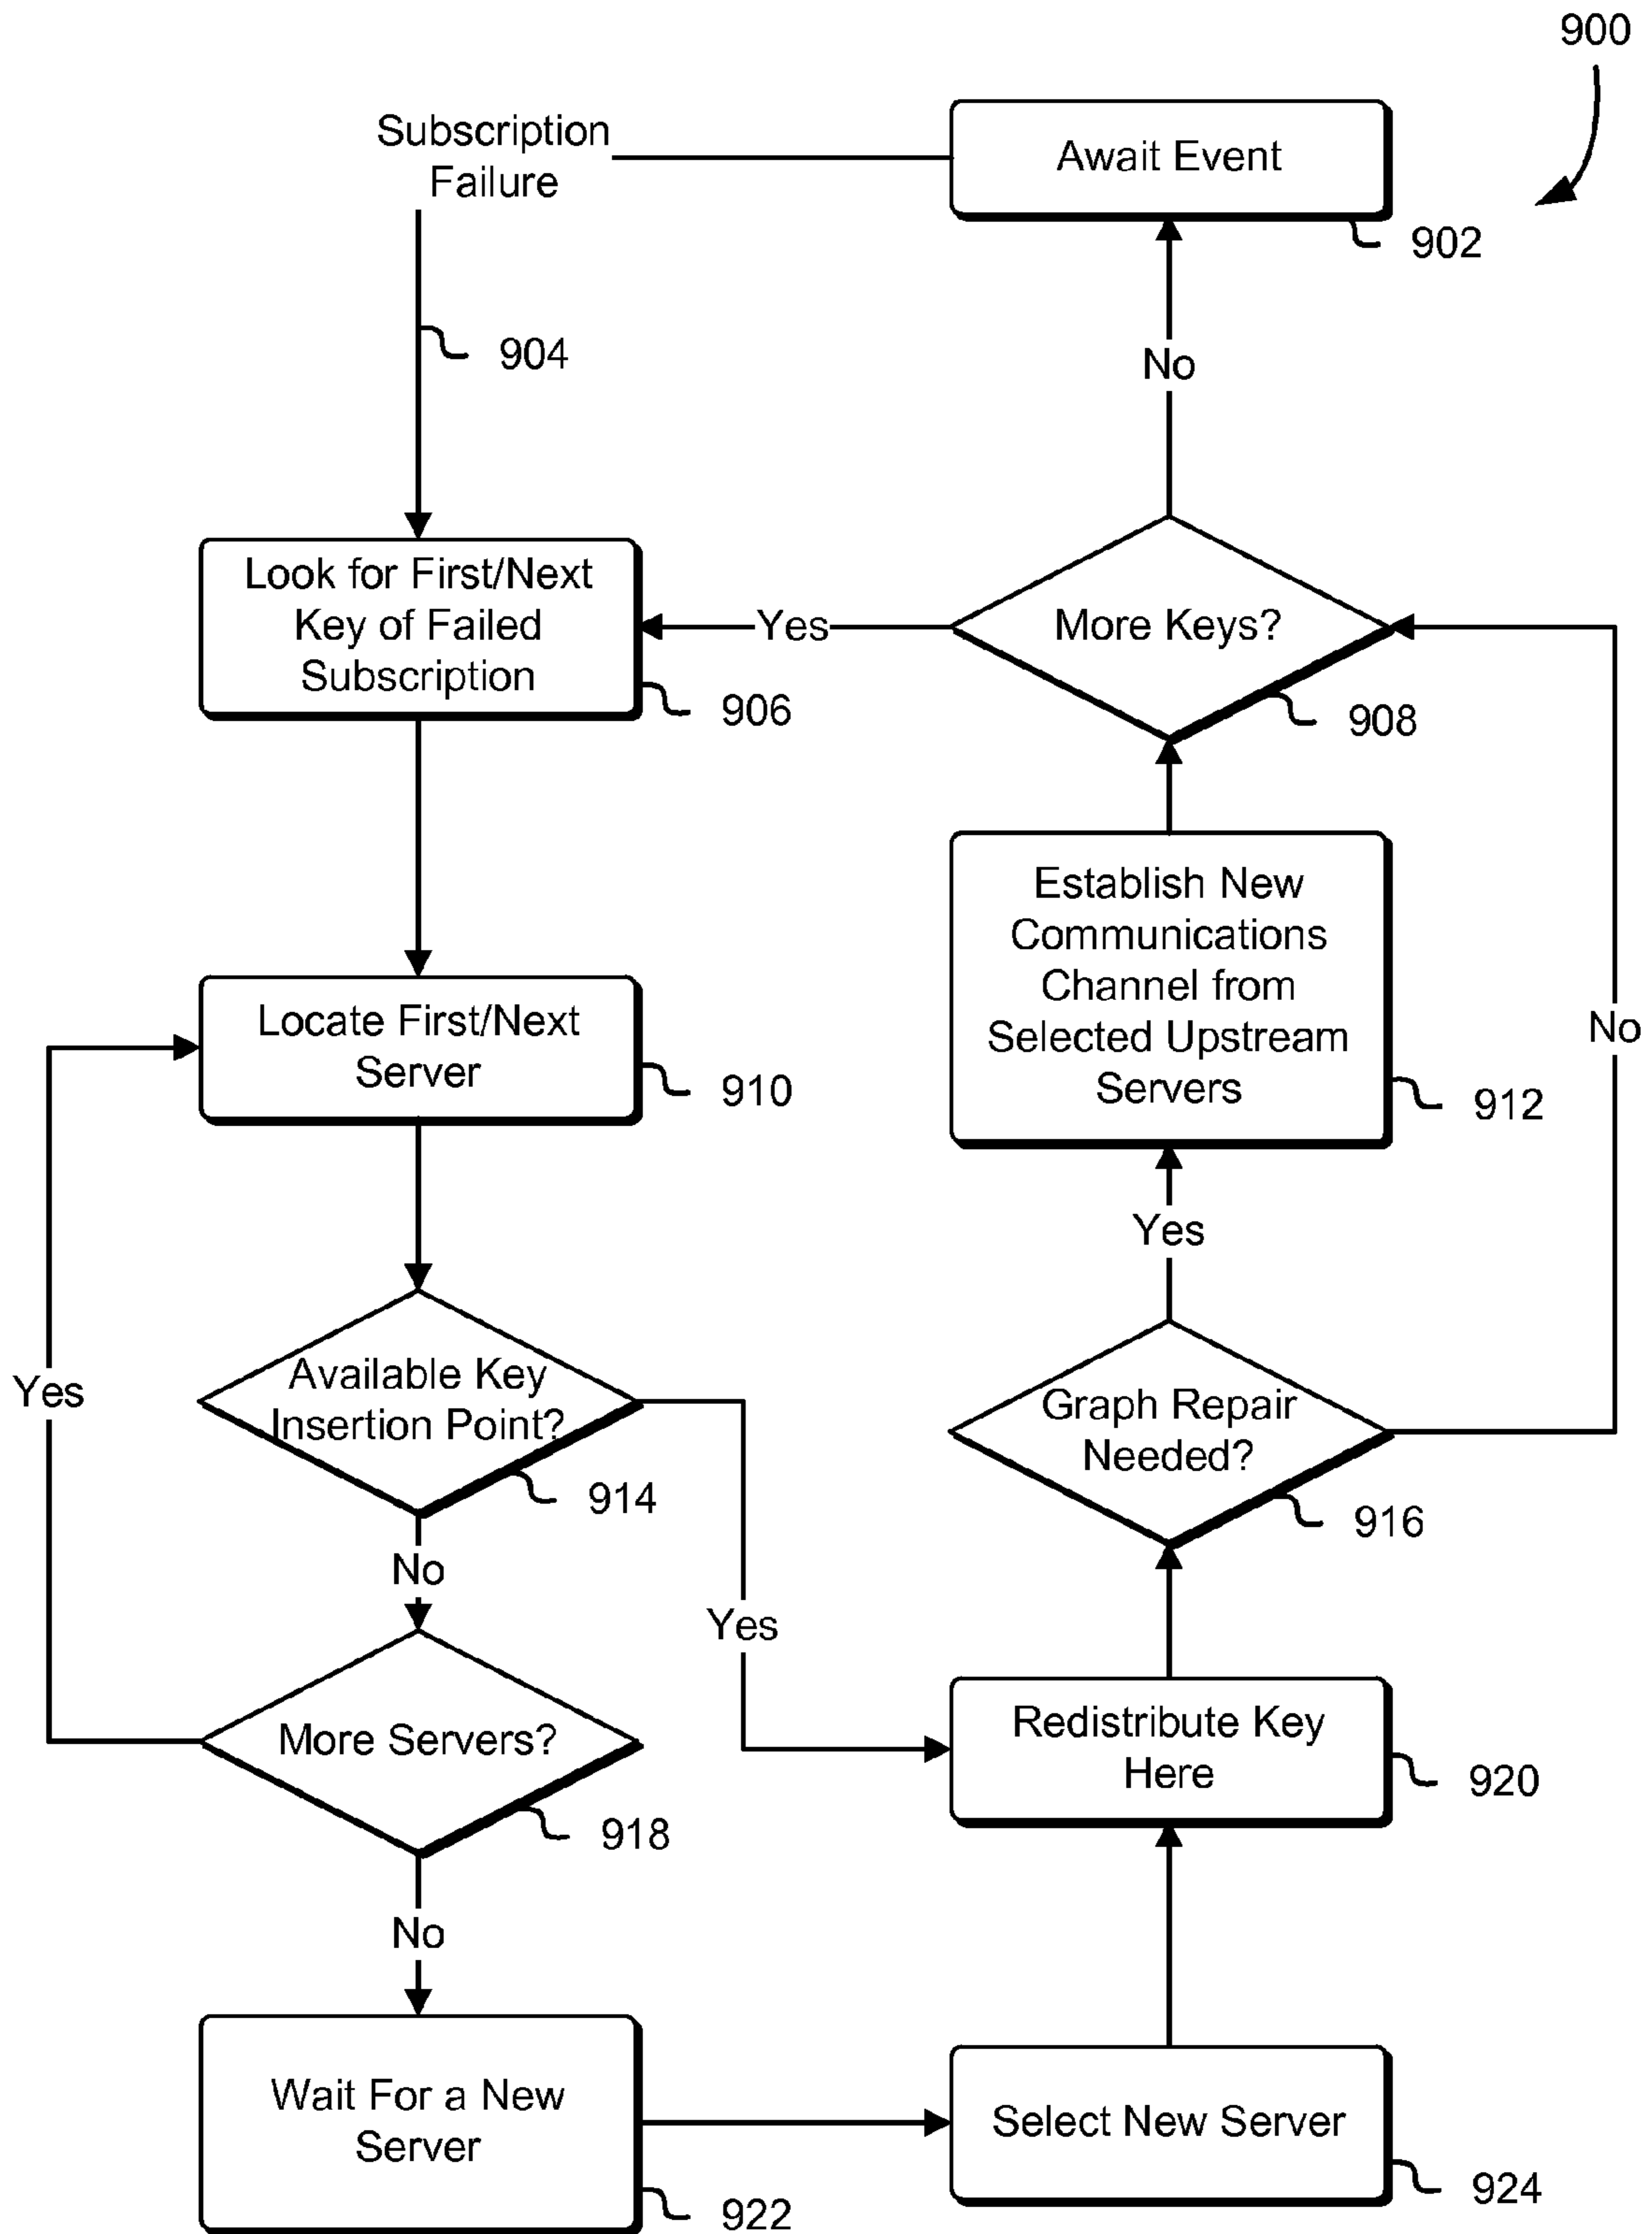 900
Subscription
Failure
Await Event
902
904
No
Look for First/Next
Key of Failed
Subscription
906
Yes
More Keys?
908
Establish New
Communications
Channel from
Selected Upstream
Servers
912
No
Locate First/Next
Server
910
Yes
Available Key
Insertion Point?
914
Yes
Graph Repair
Needed?
916
No
Yes
More Servers?
918
Redistribute Key
Here
920
No
Wait For a New
Server
922
Select New Server
924